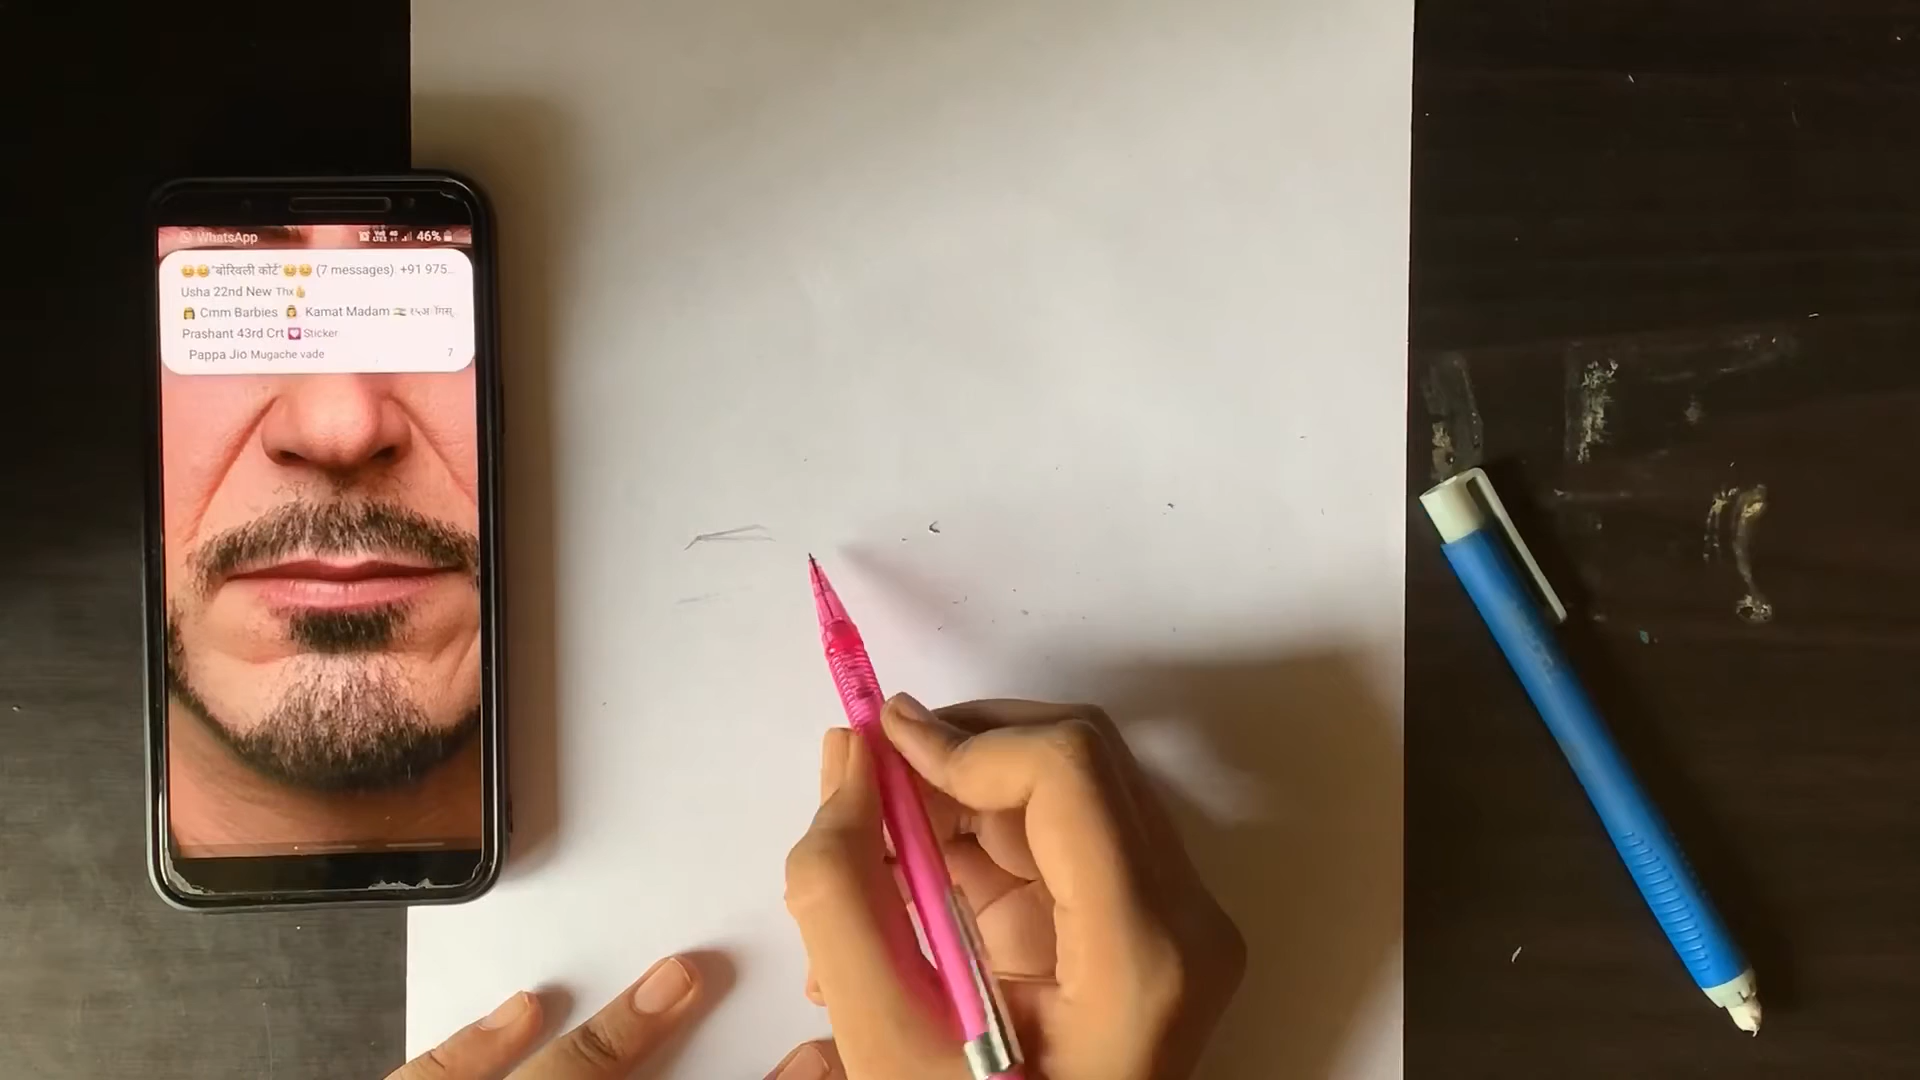 WhatsApp 46%
😄😄"बोरिवली कोर्ट"😄😄 (7 messages): +91 975...
Usha 22nd New Thx👍
Cmm Barbies Kamat Madam
Prashant 43rd Crt 💟 Sticker
Pappa Jio Mugache vade 7